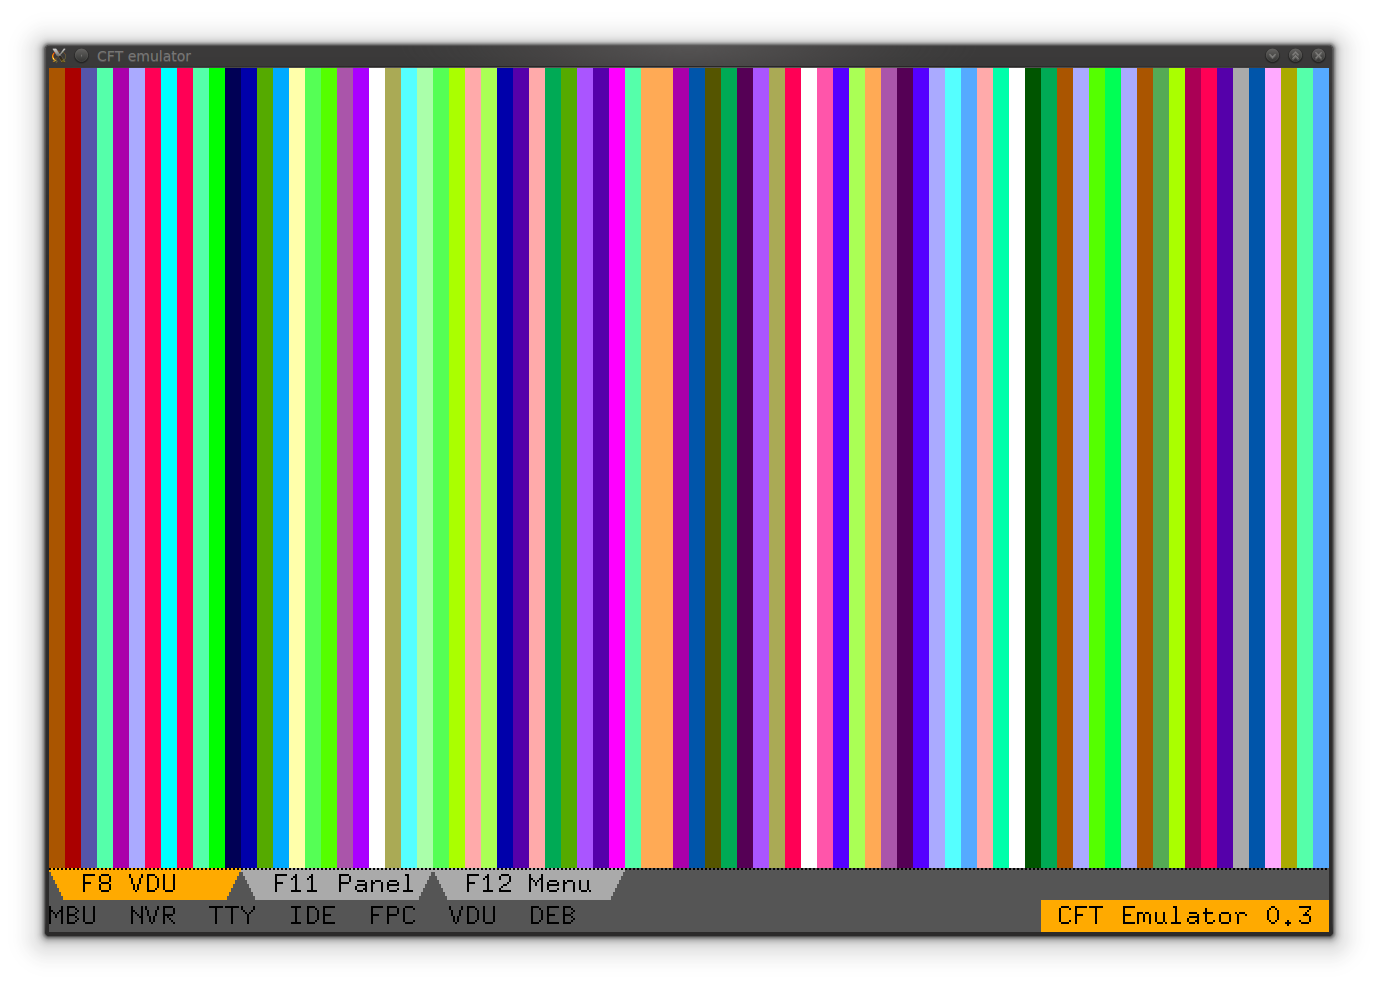 CFT emulator
F8 VDU F11 Panel F12 Menu
MBU NVR TTY IDE FPC VDU DEB CFT Emulator 0.3